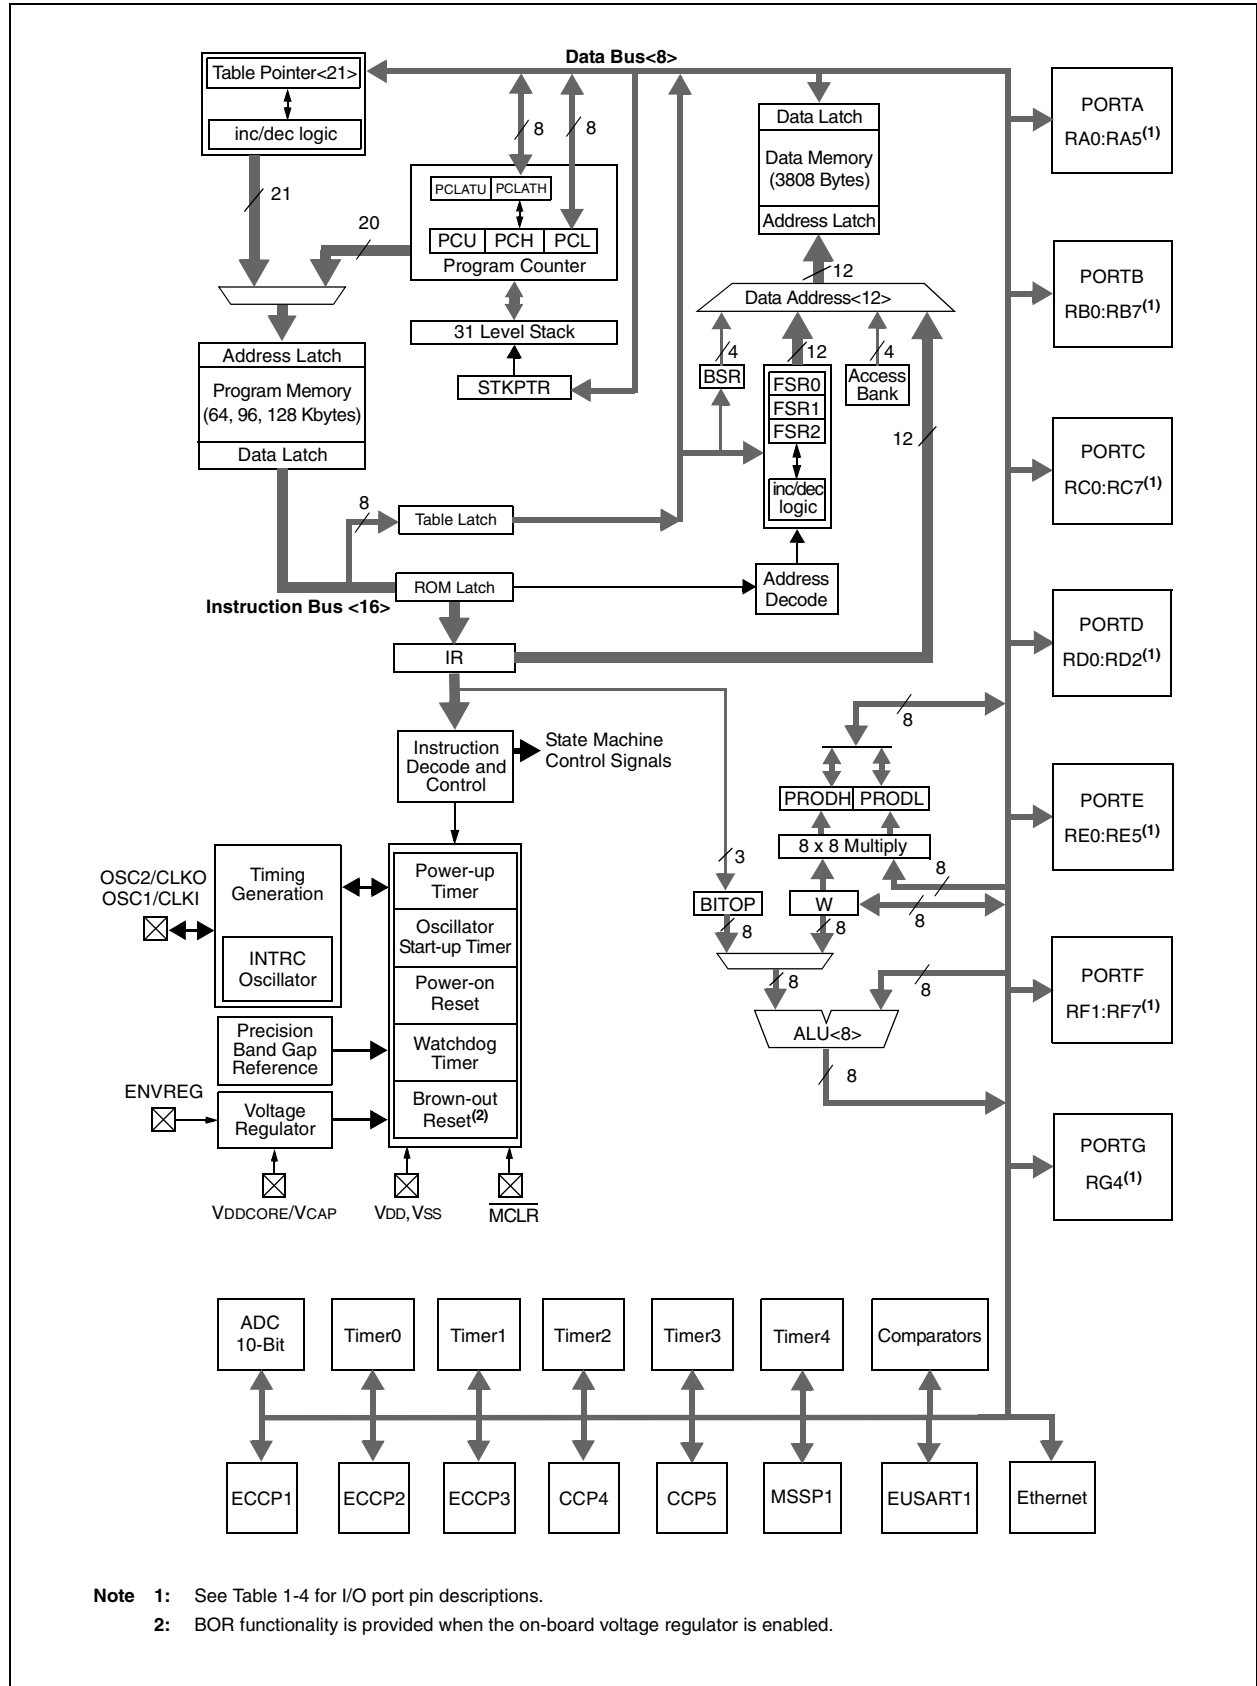 Data Bus<8>
Table Pointer<21>
inc/dec logic
21
20
8
8
PCLATU
PCLATH
PCU
PCH
PCL
Program Counter
31 Level Stack
STKPTR
Data Latch
Data Memory
(3808 Bytes)
Address Latch
12
Data Address<12>
4
12
4
BSR
FSR0
FSR1
FSR2
inc/dec
logic
Access
Bank
12
Address
Decode
Address Latch
Program Memory
(64, 96, 128 Kbytes)
Data Latch
8
Table Latch
ROM Latch
Instruction Bus <16>
IR
Instruction
Decode and
Control
State Machine
Control Signals
8
PRODH
PRODL
8 x 8 Multiply
3
8
BITOP
W
8
8
8
8
8
ALU<8>
8
OSC2/CLKO
OSC1/CLKI
Timing
Generation
INTRC
Oscillator
Power-up
Timer
Oscillator
Start-up Timer
Power-on
Reset
Watchdog
Timer
Brown-out
Reset(2)
Precision
Band Gap
Reference
ENVREG
Voltage
Regulator
VDDCORE/VCAP
VDD, VSS
MCLR
PORTA
RA0:RA5(1)
PORTB
RB0:RB7(1)
PORTC
RC0:RC7(1)
PORTD
RD0:RD2(1)
PORTE
RE0:RE5(1)
PORTF
RF1:RF7(1)
PORTG
RG4(1)
ADC
10-Bit
Timer0
Timer1
Timer2
Timer3
Timer4
Comparators
ECCP1
ECCP2
ECCP3
CCP4
CCP5
MSSP1
EUSART1
Ethernet
Note 1: See Table 1-4 for I/O port pin descriptions.
2: BOR functionality is provided when the on-board voltage regulator is enabled.